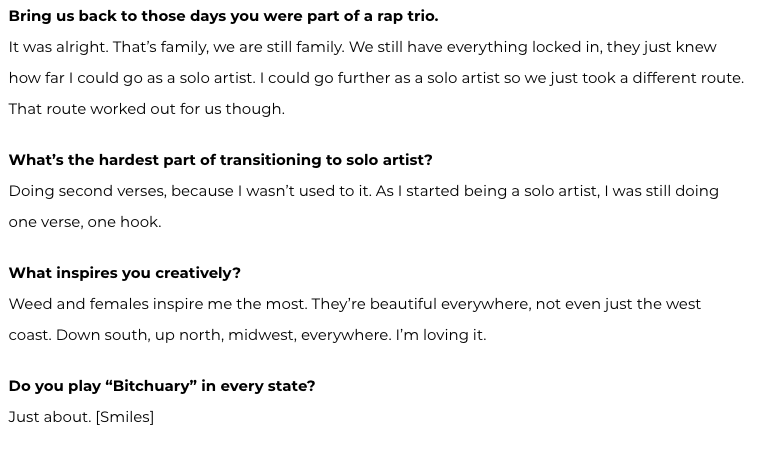 Bring us back to those days you were part of a rap trio.
It was alright. That’s family, we are still family. We still have everything locked in, they just knew
how far I could go as a solo artist. I could go further as a solo artist so we just took a different route.
That route worked out for us though.
What’s the hardest part of transitioning to solo artist?
Doing second verses, because I wasn’t used to it. As I started being a solo artist, I was still doing
one verse, one hook.
What inspires you creatively?
Weed and females inspire me the most. They’re beautiful everywhere, not even just the west
coast. Down south, up north, midwest, everywhere. I’m loving it.
Do you play “Bitchuary” in every state?
Just about. [Smiles]